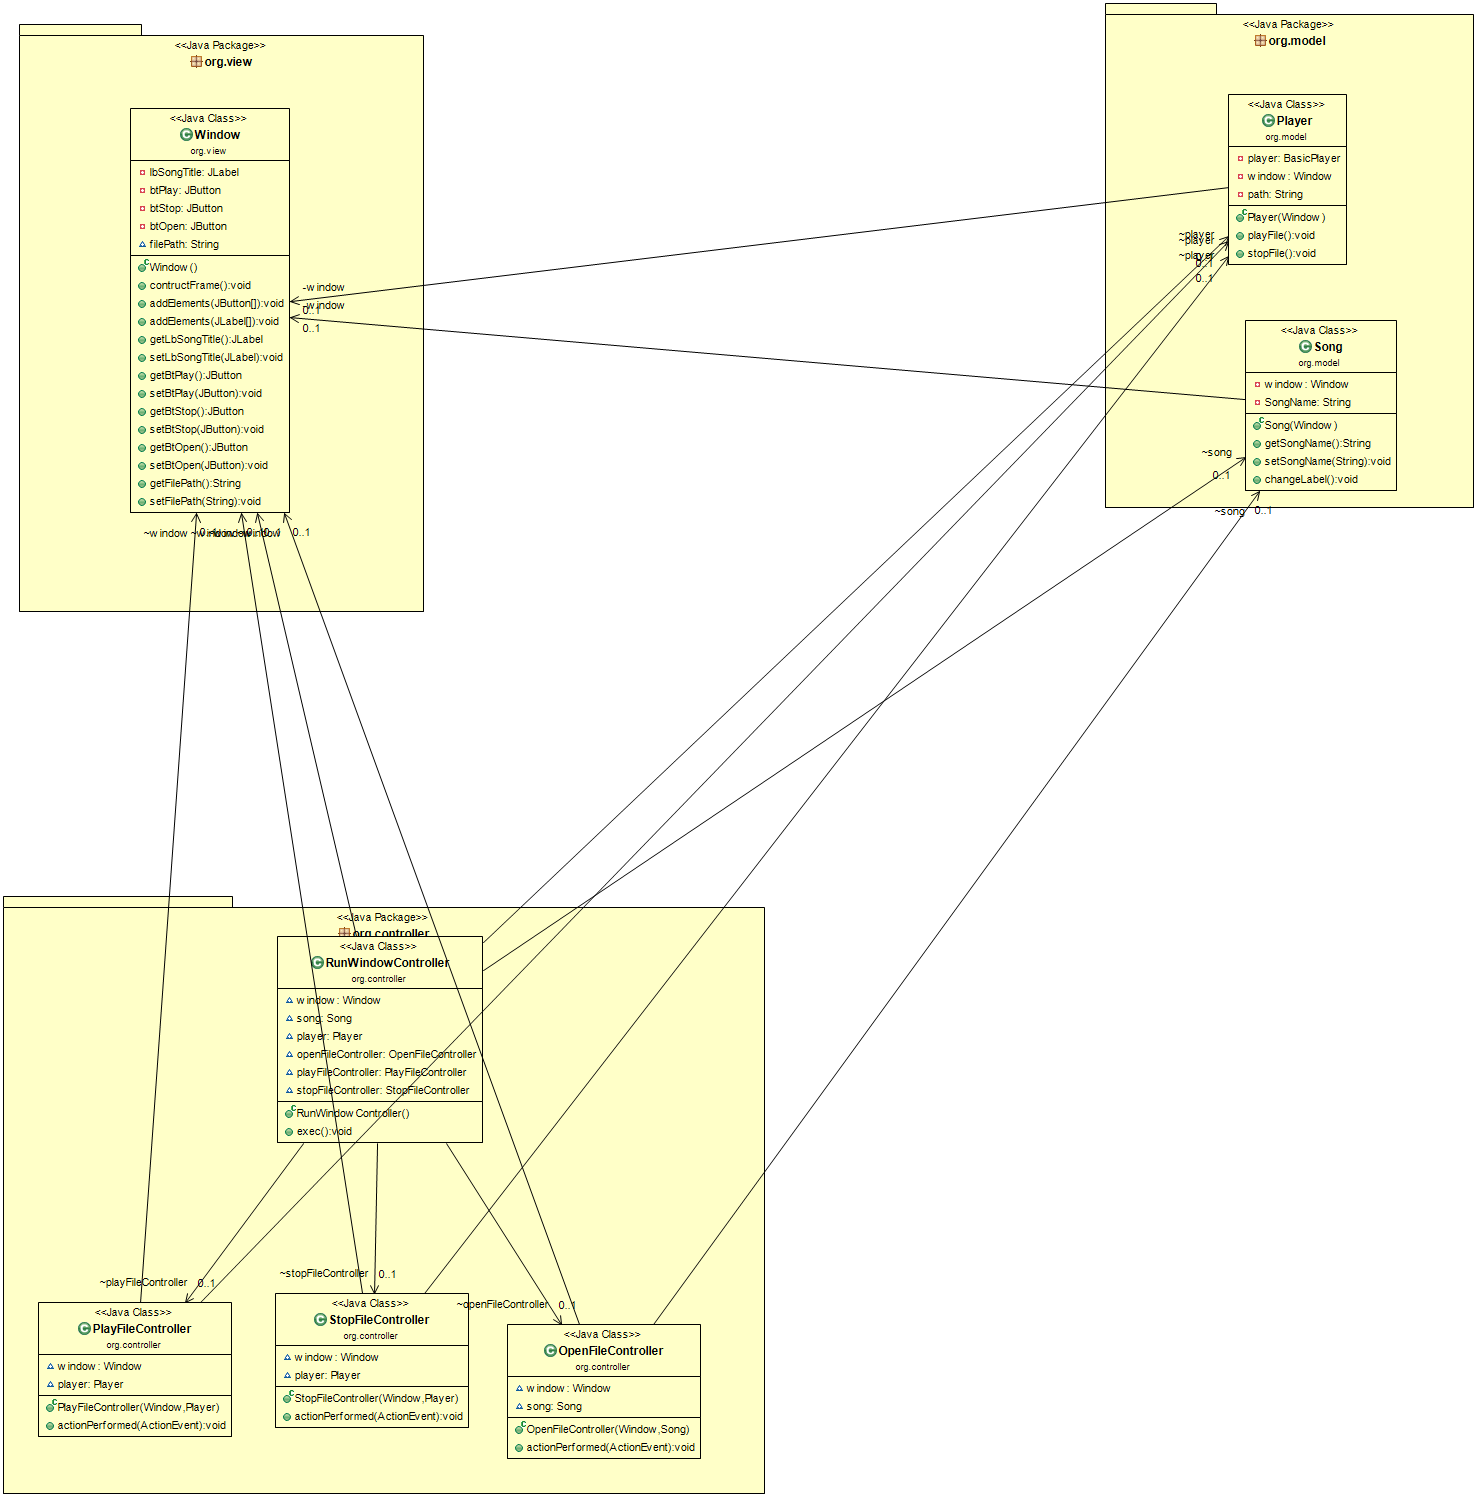 <<Java Package>>
org.view
<<Java Class>>
Window
org.view
lbSongTitle: JLabel
btPlay: JButton
btStop: JButton
btOpen: JButton
filePath: String
Window()
contructFrame():void
addElements(JButton[]):void
addElements(JLabel[]):void
getLbSongTitle():JLabel
setLbSongTitle(JLabel):void
getBtPlay():JButton
setBtPlay(JButton):void
getBtStop():JButton
setBtStop(JButton):void
getBtOpen():JButton
setBtOpen(JButton):void
getFilePath():String
setFilePath(String):void
-window
-window
0..1
0..1
~window
~window
~window
~window
0..1
0..1
0..1
0..1
<<Java Package>>
org.model
<<Java Class>>
Player
org.model
player: BasicPlayer
window: Window
path: String
Player(Window)
playFile():void
stopFile():void
~player
~player
~player
0..1
0..1
0..1
<<Java Class>>
Song
org.model
window: Window
SongName: String
Song(Window)
getSongName():String
setSongName(String):void
changeLabel():void
~song
0..1
~song
0..1
<<Java Package>>
org.controller
<<Java Class>>
RunWindowController
org.controller
window: Window
song: Song
player: Player
openFileController: OpenFileController
playFileController: PlayFileController
stopFileController: StopFileController
RunWindowController()
exec():void
~playFileController
0..1
~stopFileController
0..1
~openFileController
0..1
<<Java Class>>
PlayFileController
org.controller
window: Window
player: Player
PlayFileController(Window,Player)
actionPerformed(ActionEvent):void
<<Java Class>>
StopFileController
org.controller
window: Window
player: Player
StopFileController(Window,Player)
actionPerformed(ActionEvent):void
<<Java Class>>
OpenFileController
org.controller
window: Window
song: Song
OpenFileController(Window,Song)
actionPerformed(ActionEvent):void